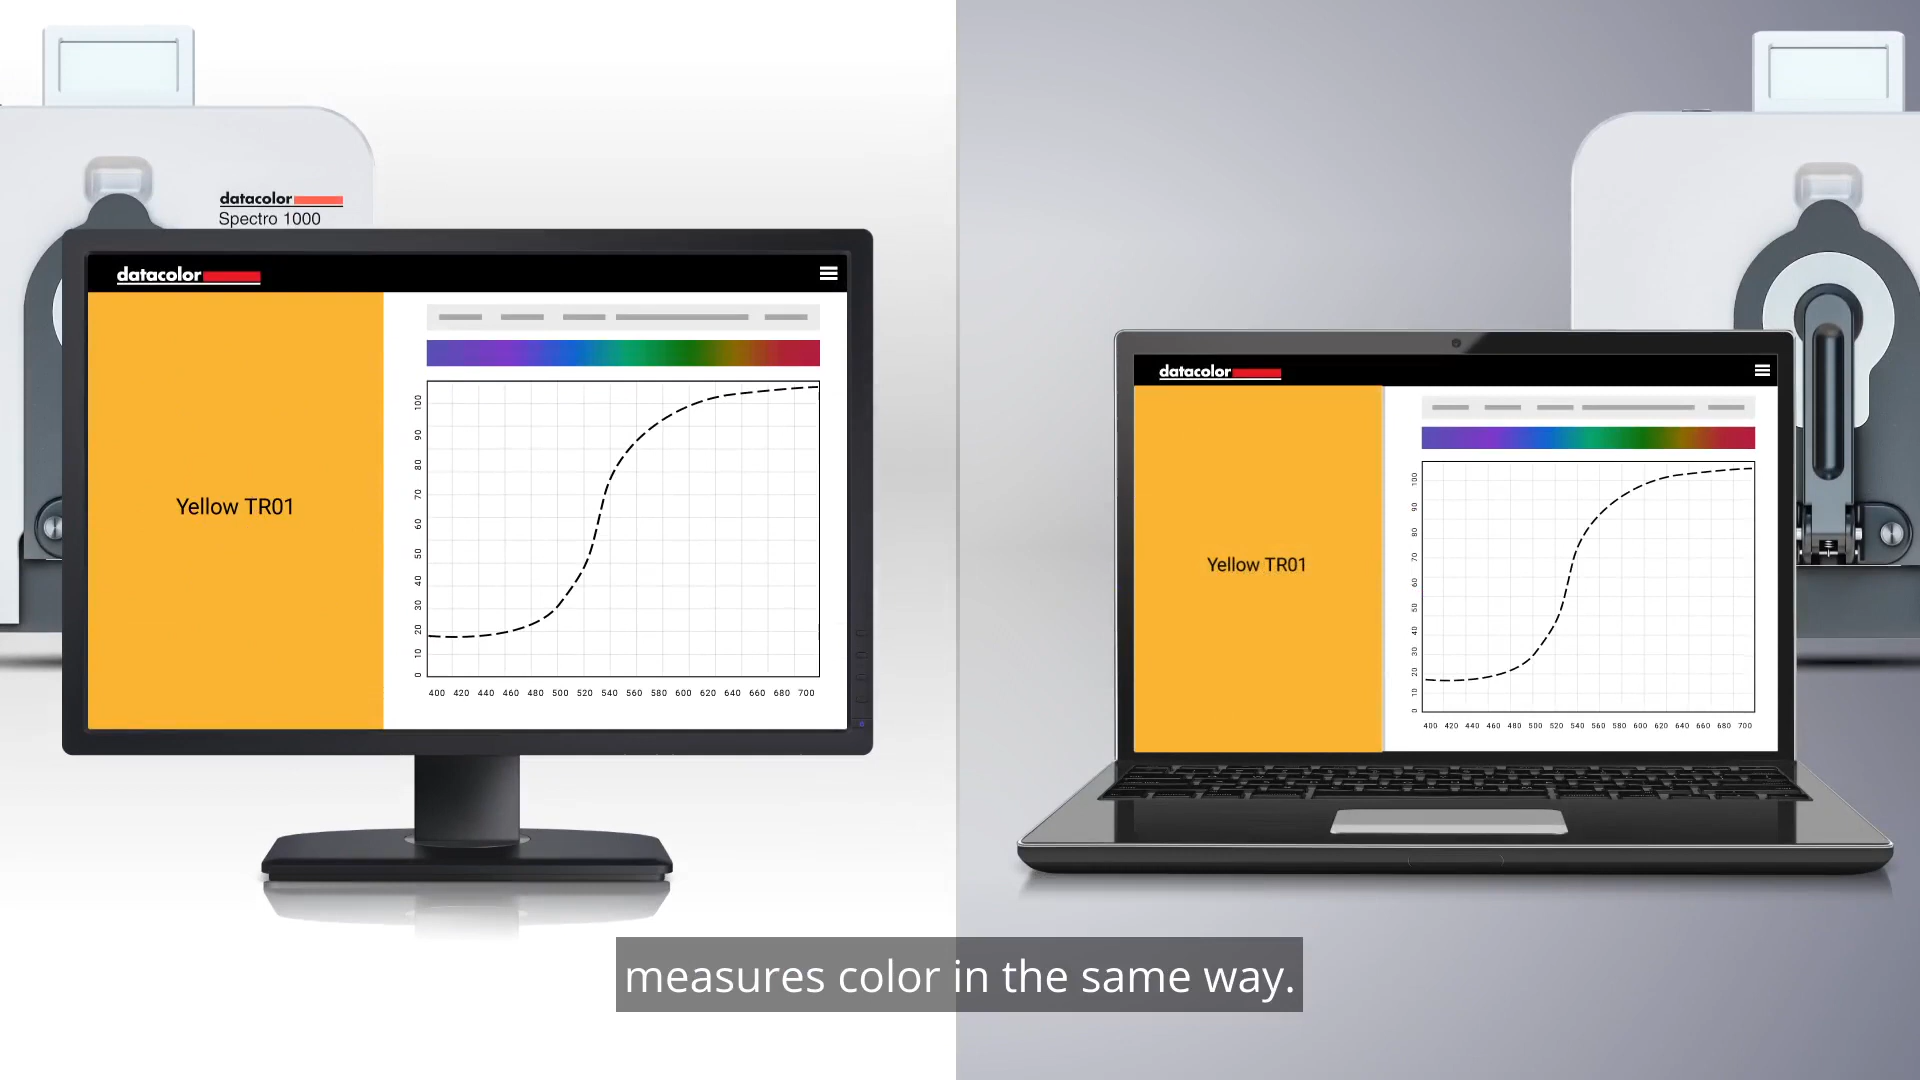 datacolor
Spectro 1000
datacolor
Yellow TR01
100
90
80
70
60
50
40
30
20
10
0
400 420 440 460 480 500 520 540 560 580 600 620 640 660 680 700
datacolor
Yellow TR01
100
90
80
70
60
50
40
30
20
10
0
400 420 440 460 480 500 520 540 560 580 600 620 640 660 680 700
measures color in the same way.